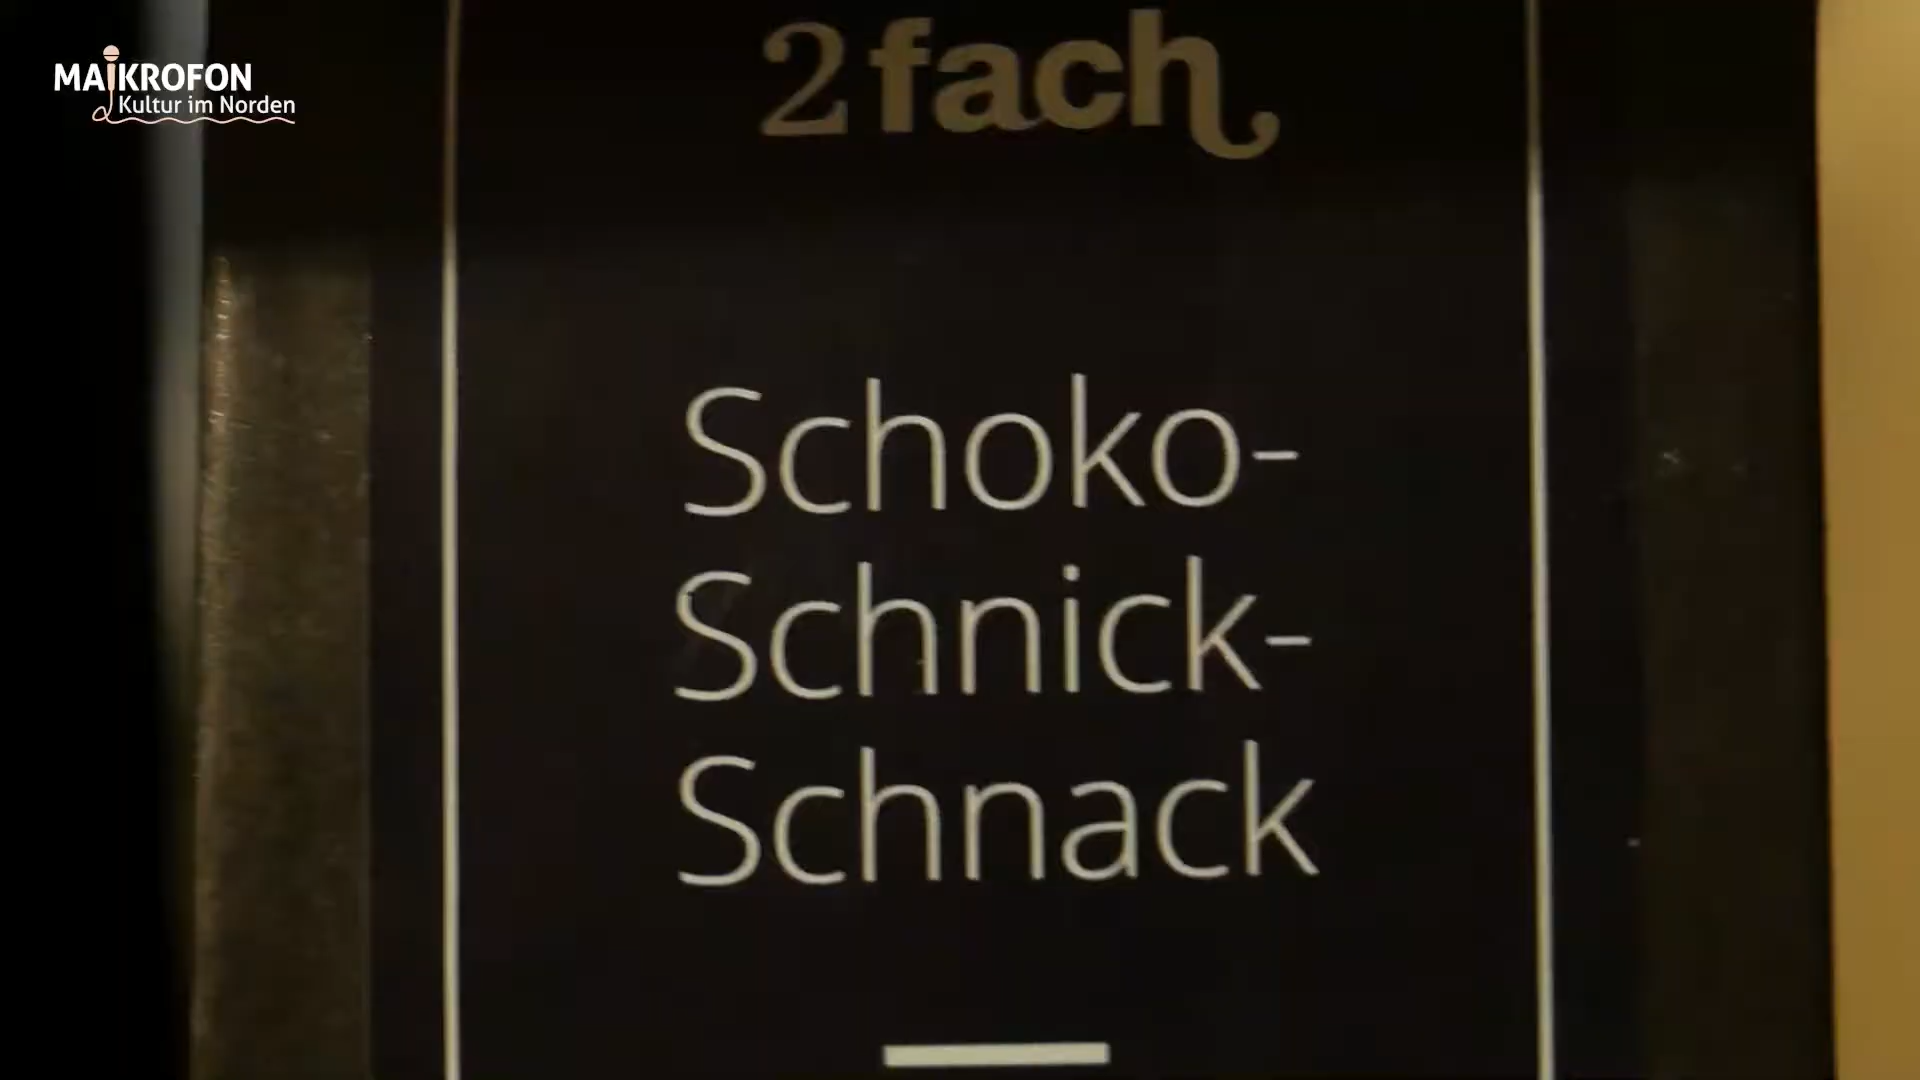 MAIKROFON
Kultur im Norden
2fach
Schoko-
Schnick-
Schnack